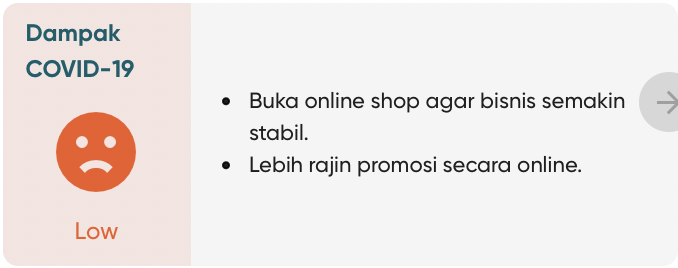 Dampak
COVID-19
Low
• Buka online shop agar bisnis semakin
stabil.
• Lebih rajin promosi secara online.